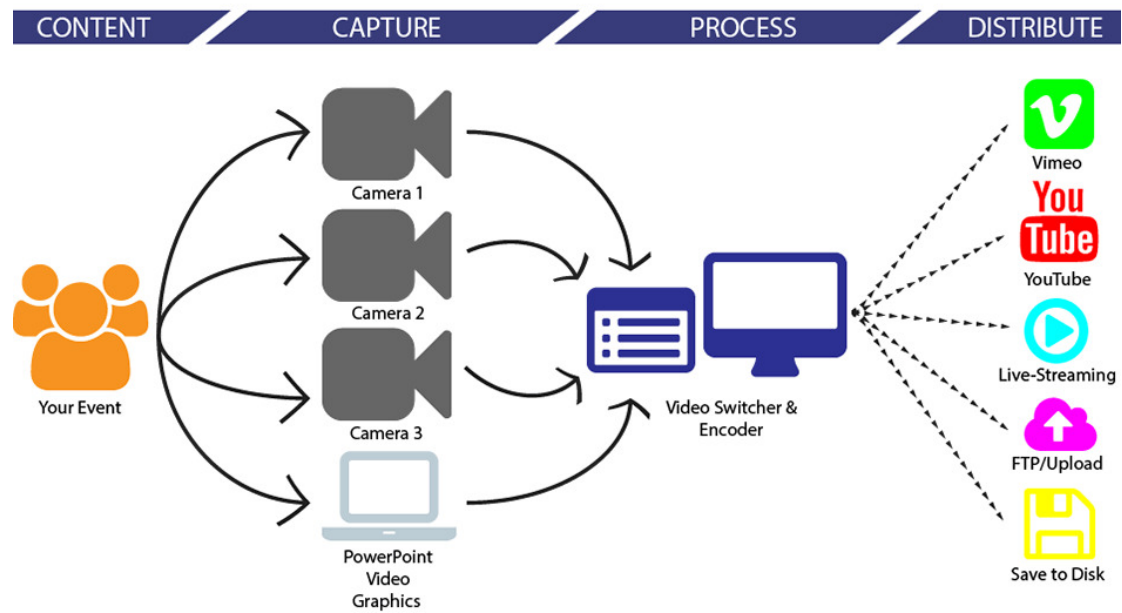 CONTENT
CAPTURE
PROCESS
DISTRIBUTE
Your Event
Camera 1
Camera 2
Camera 3
PowerPoint
Video
Graphics
Video Switcher &
Encoder
Vimeo
You
Tube
YouTube
Live-Streaming
FTP/Upload
Save to Disk